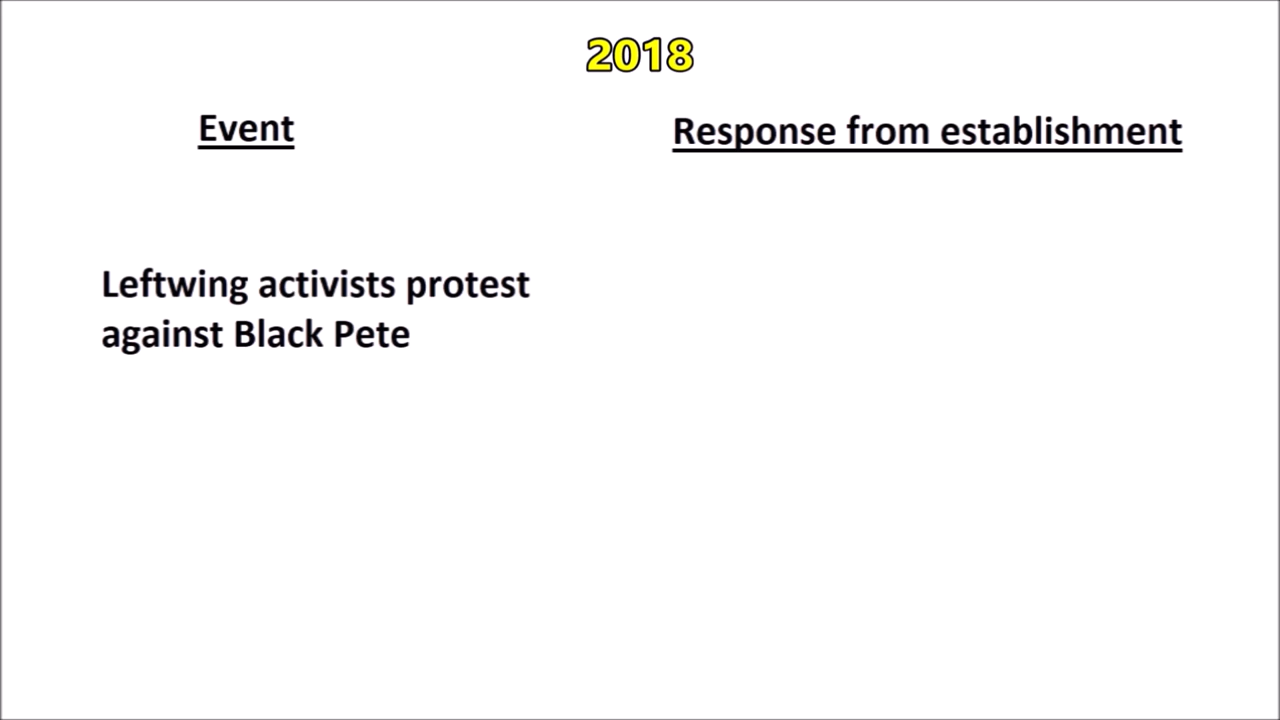 2018
Event
Response from establishment
Leftwing activists protest
against Black Pete